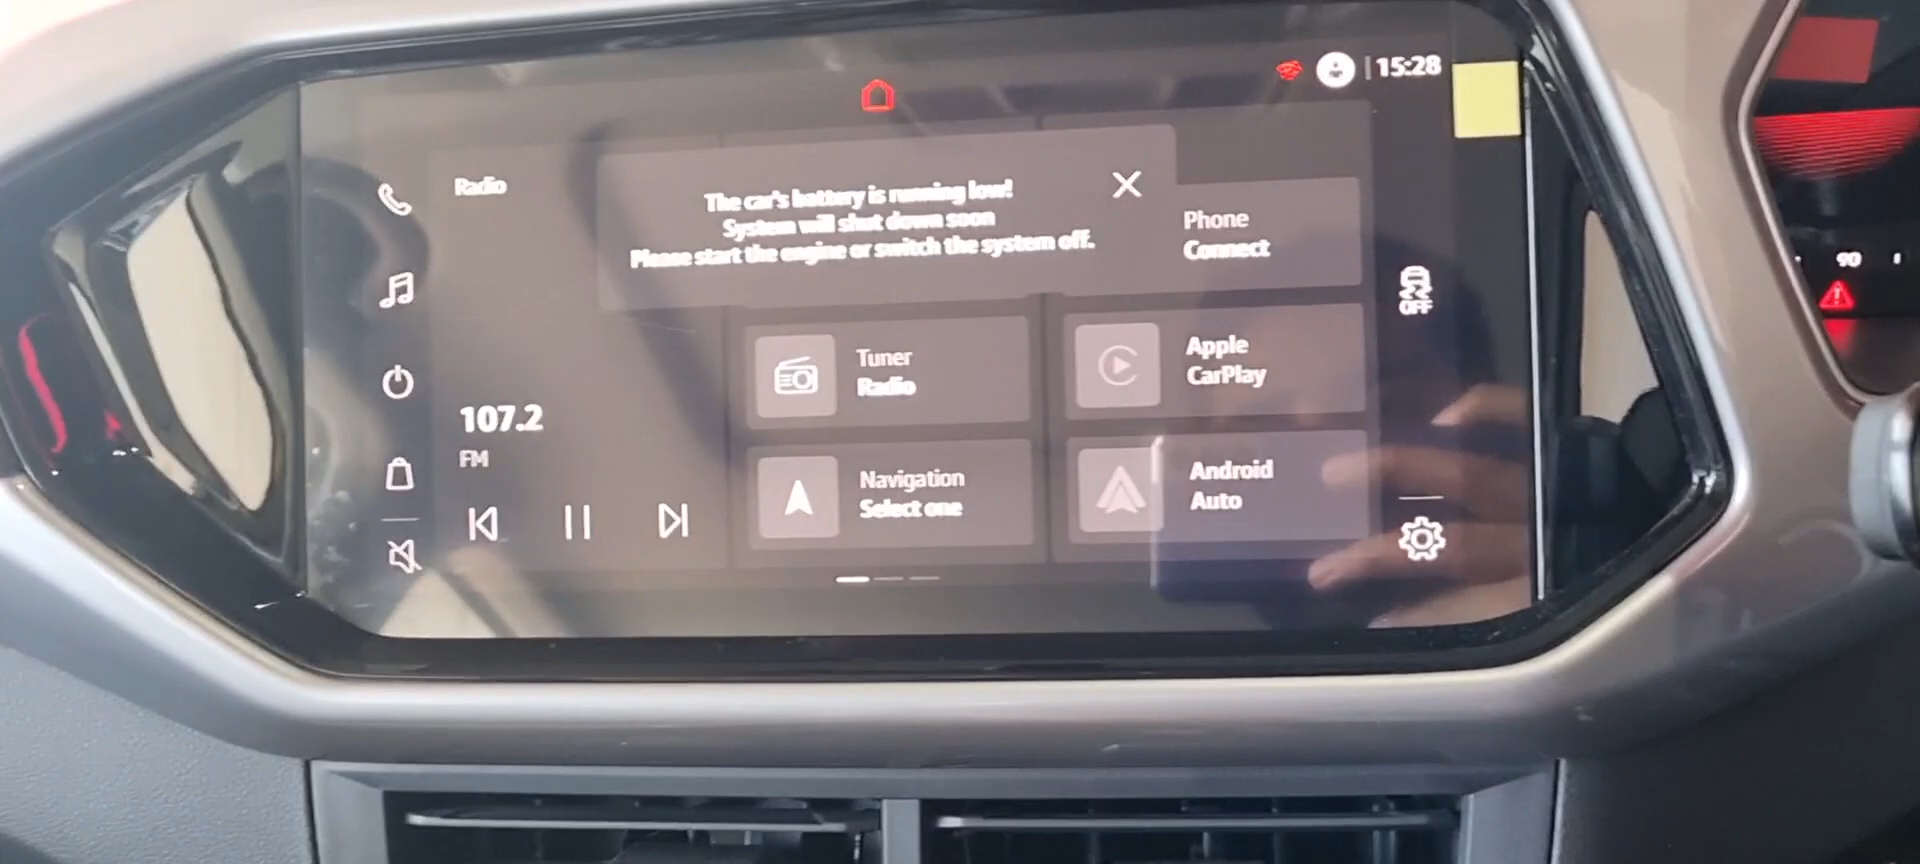 15:28
Radio
The car's battery is running low!
System will shut down soon
Please start the engine or switch the system off.
Phone
Connect
OFF
90
Tuner
Radio
Apple
CarPlay
107.2
FM
Navigation
Select one
Android
Auto